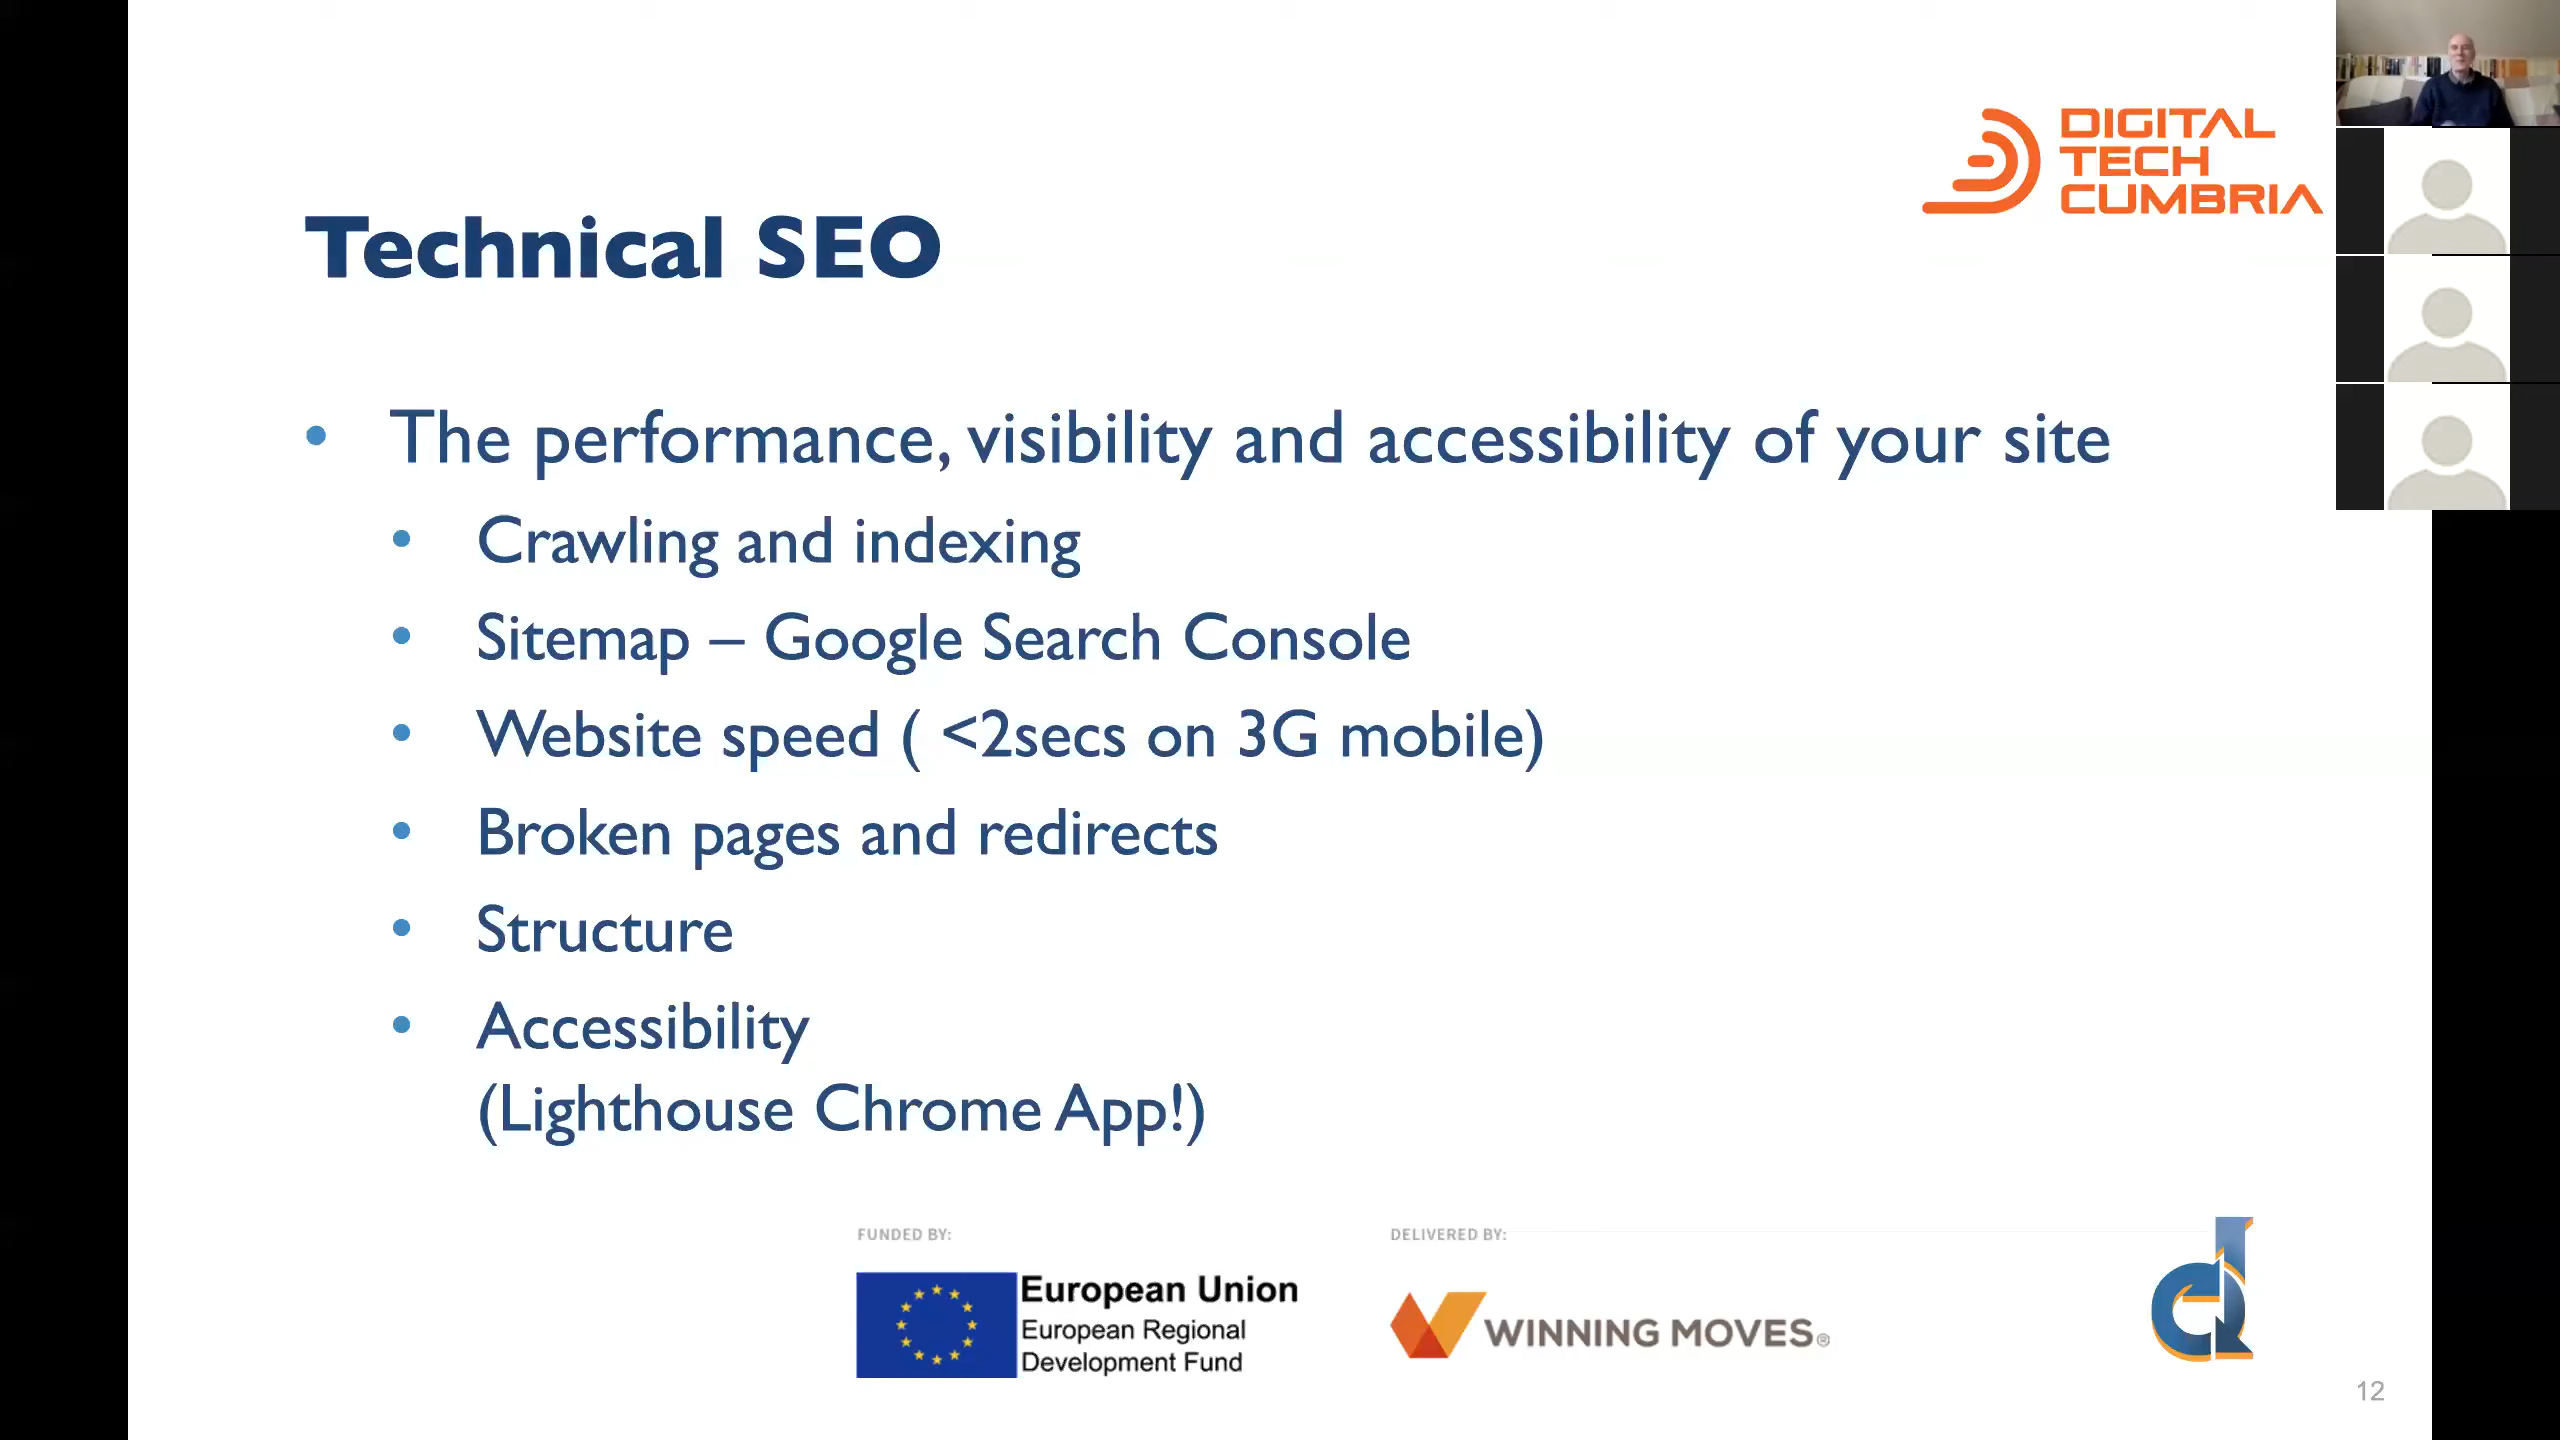 DIGITAL
TECH
CUMBRIA
Technical SEO
• The performance, visibility and accessibility of your site
• Crawling and indexing
• Sitemap – Google Search Console
• Website speed ( <2secs on 3G mobile)
• Broken pages and redirects
• Structure
• Accessibility
(Lighthouse Chrome App!)
FUNDED BY:
European Union
European Regional
Development Fund
DELIVERED BY:
WINNING MOVES®
12